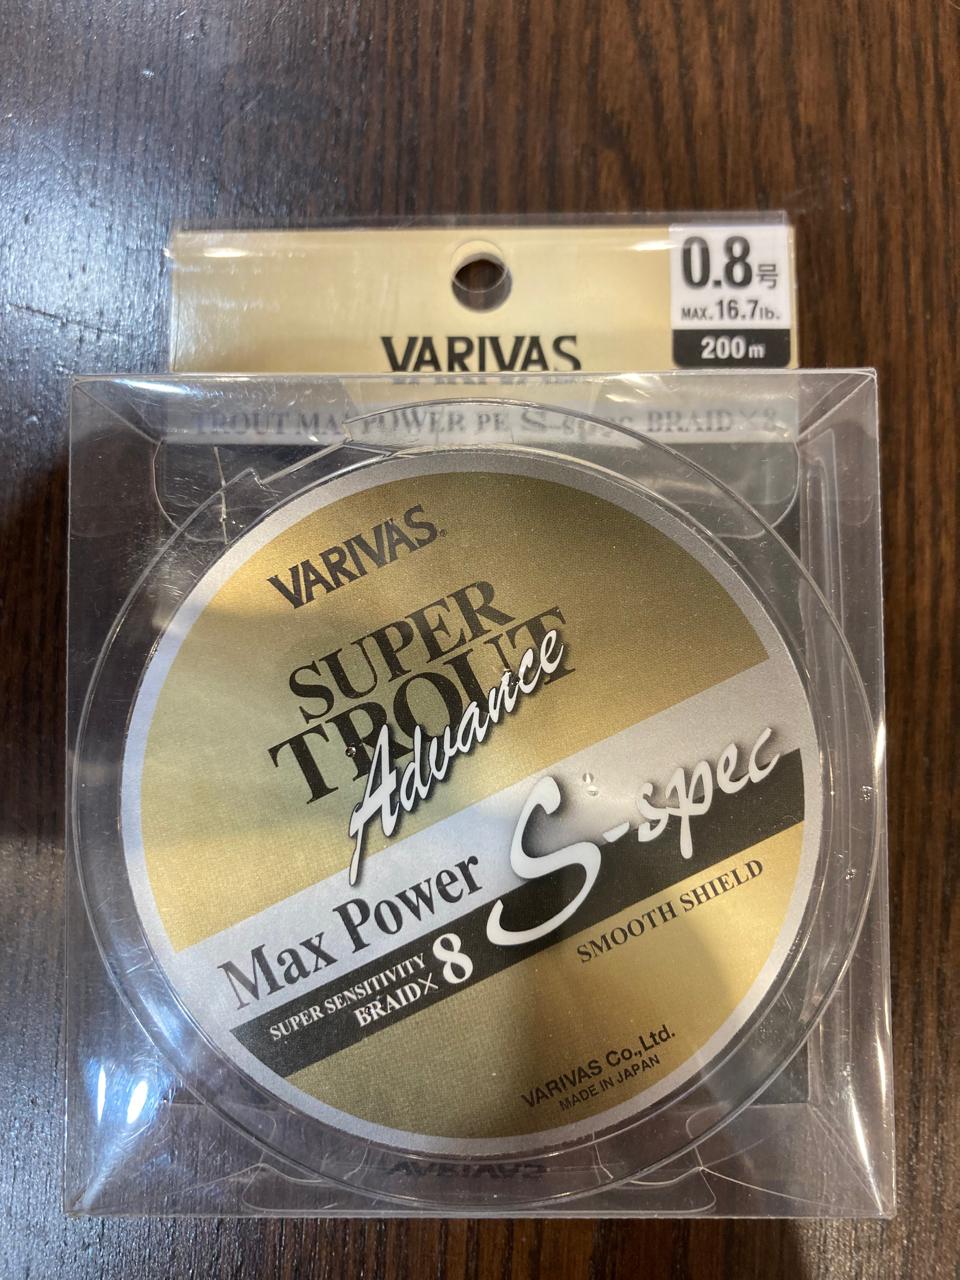 0.8号
MAX.16.7lb.
200m
VARIVAS
TROUT MAX POWER PE S-spec BRAID×8
VARIVAS®
SUPER
TROUT
Advance
Max Power S-spec
SUPER SENSITIVITY
BRAID×8
SMOOTH SHIELD
VARIVAS Co.,Ltd.
MADE IN JAPAN
VARIVAS